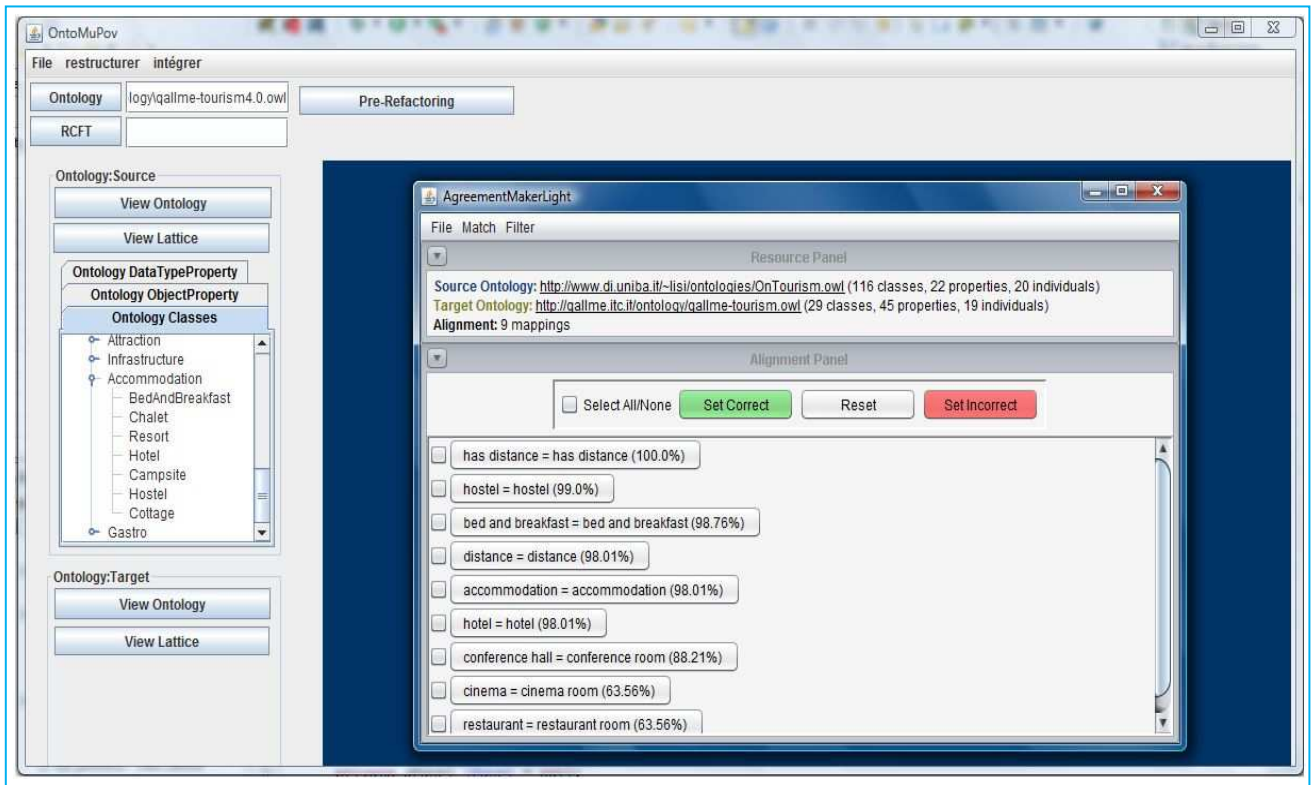 OntoMuPov
File restructurer intégrer
Ontology logy\qallme-tourism4.0.owl Pre-Refactoring
RCFT
Ontology:Source
View Ontology
View Lattice
Ontology DataTypeProperty
Ontology ObjectProperty
Ontology Classes
Attraction
Infrastructure
Accommodation
BedAndBreakfast
Chalet
Resort
Hotel
Campsite
Hostel
Cottage
Gastro
Ontology:Target
View Ontology
View Lattice
AgreementMakerLight
File Match Filter
Resource Panel
Source Ontology: http://www.di.uniba.it/~lisi/ontologies/OnTourism.owl (116 classes, 22 properties, 20 individuals)
Target Ontology: http://qallme.itc.it/ontology/qallme-tourism.owl (29 classes, 45 properties, 19 individuals)
Alignment: 9 mappings
Alignment Panel
Select All/None Set Correct Reset Set Incorrect
has distance = has distance (100.0%)
hostel = hostel (99.0%)
bed and breakfast = bed and breakfast (98.76%)
distance = distance (98.01%)
accommodation = accommodation (98.01%)
hotel = hotel (98.01%)
conference hall = conference room (88.21%)
cinema = cinema room (63.56%)
restaurant = restaurant room (63.56%)